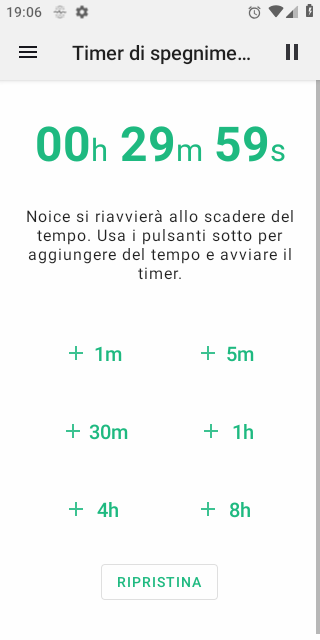 19:06
Timer di spegnime…
00h 29m 59s
Noice si riavvierà allo scadere del
tempo. Usa i pulsanti sotto per
aggiungere del tempo e avviare il
timer.
+ 1m + 5m
+ 30m + 1h
+ 4h + 8h
RIPRISTINA